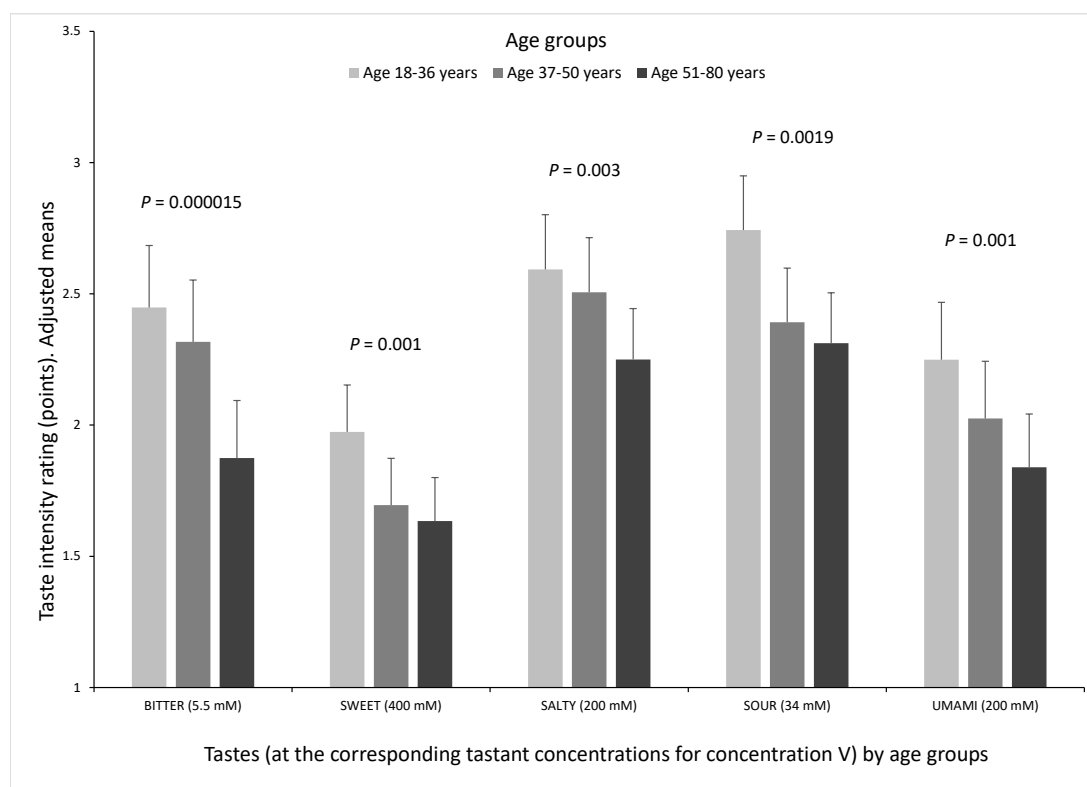 Age groups
Age 18-36 years Age 37-50 years Age 51-80 years
Taste intensity rating (points). Adjusted means
3.5
3
2.5
2
1.5
1
P = 0.000015
P = 0.001
P = 0.003
P = 0.0019
P = 0.001
BITTER (5.5 mM) SWEET (400 mM) SALTY (200 mM) SOUR (34 mM) UMAMI (200 mM)
Tastes (at the corresponding tastant concentrations for concentration V) by age groups